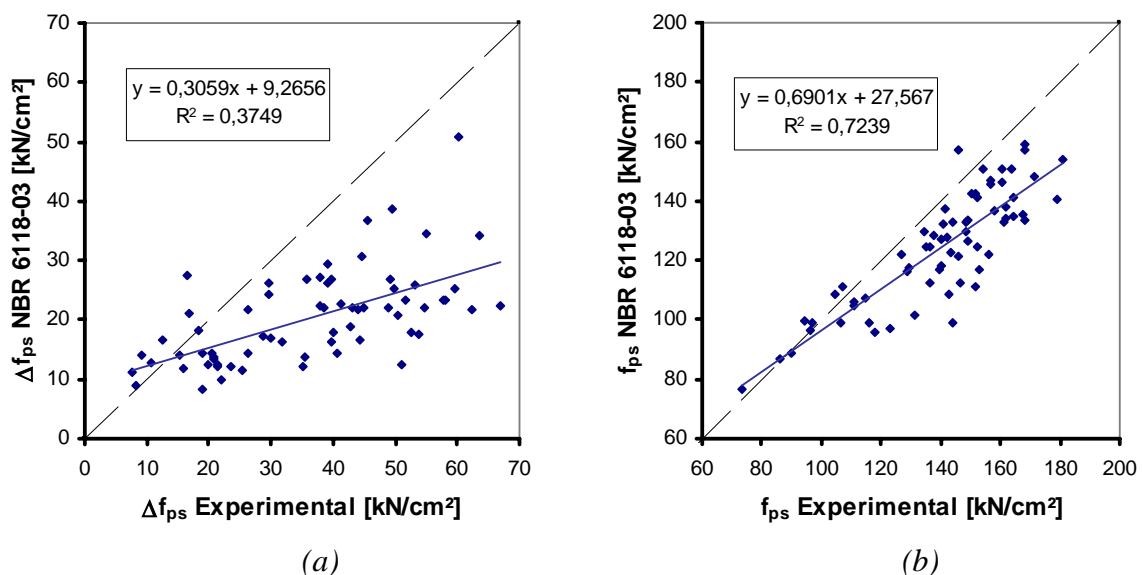 70
60
50
40
30
20
10
0
Δfps NBR 6118-03 [kN/cm²]
y = 0,3059x + 9,2656
R² = 0,3749
0 10 20 30 40 50 60 70
Δfps Experimental [kN/cm²]
(a)
200
180
160
140
120
100
80
60
fps NBR 6118-03 [kN/cm²]
y = 0,6901x + 27,567
R² = 0,7239
60 80 100 120 140 160 180 200
fps Experimental [kN/cm²]
(b)